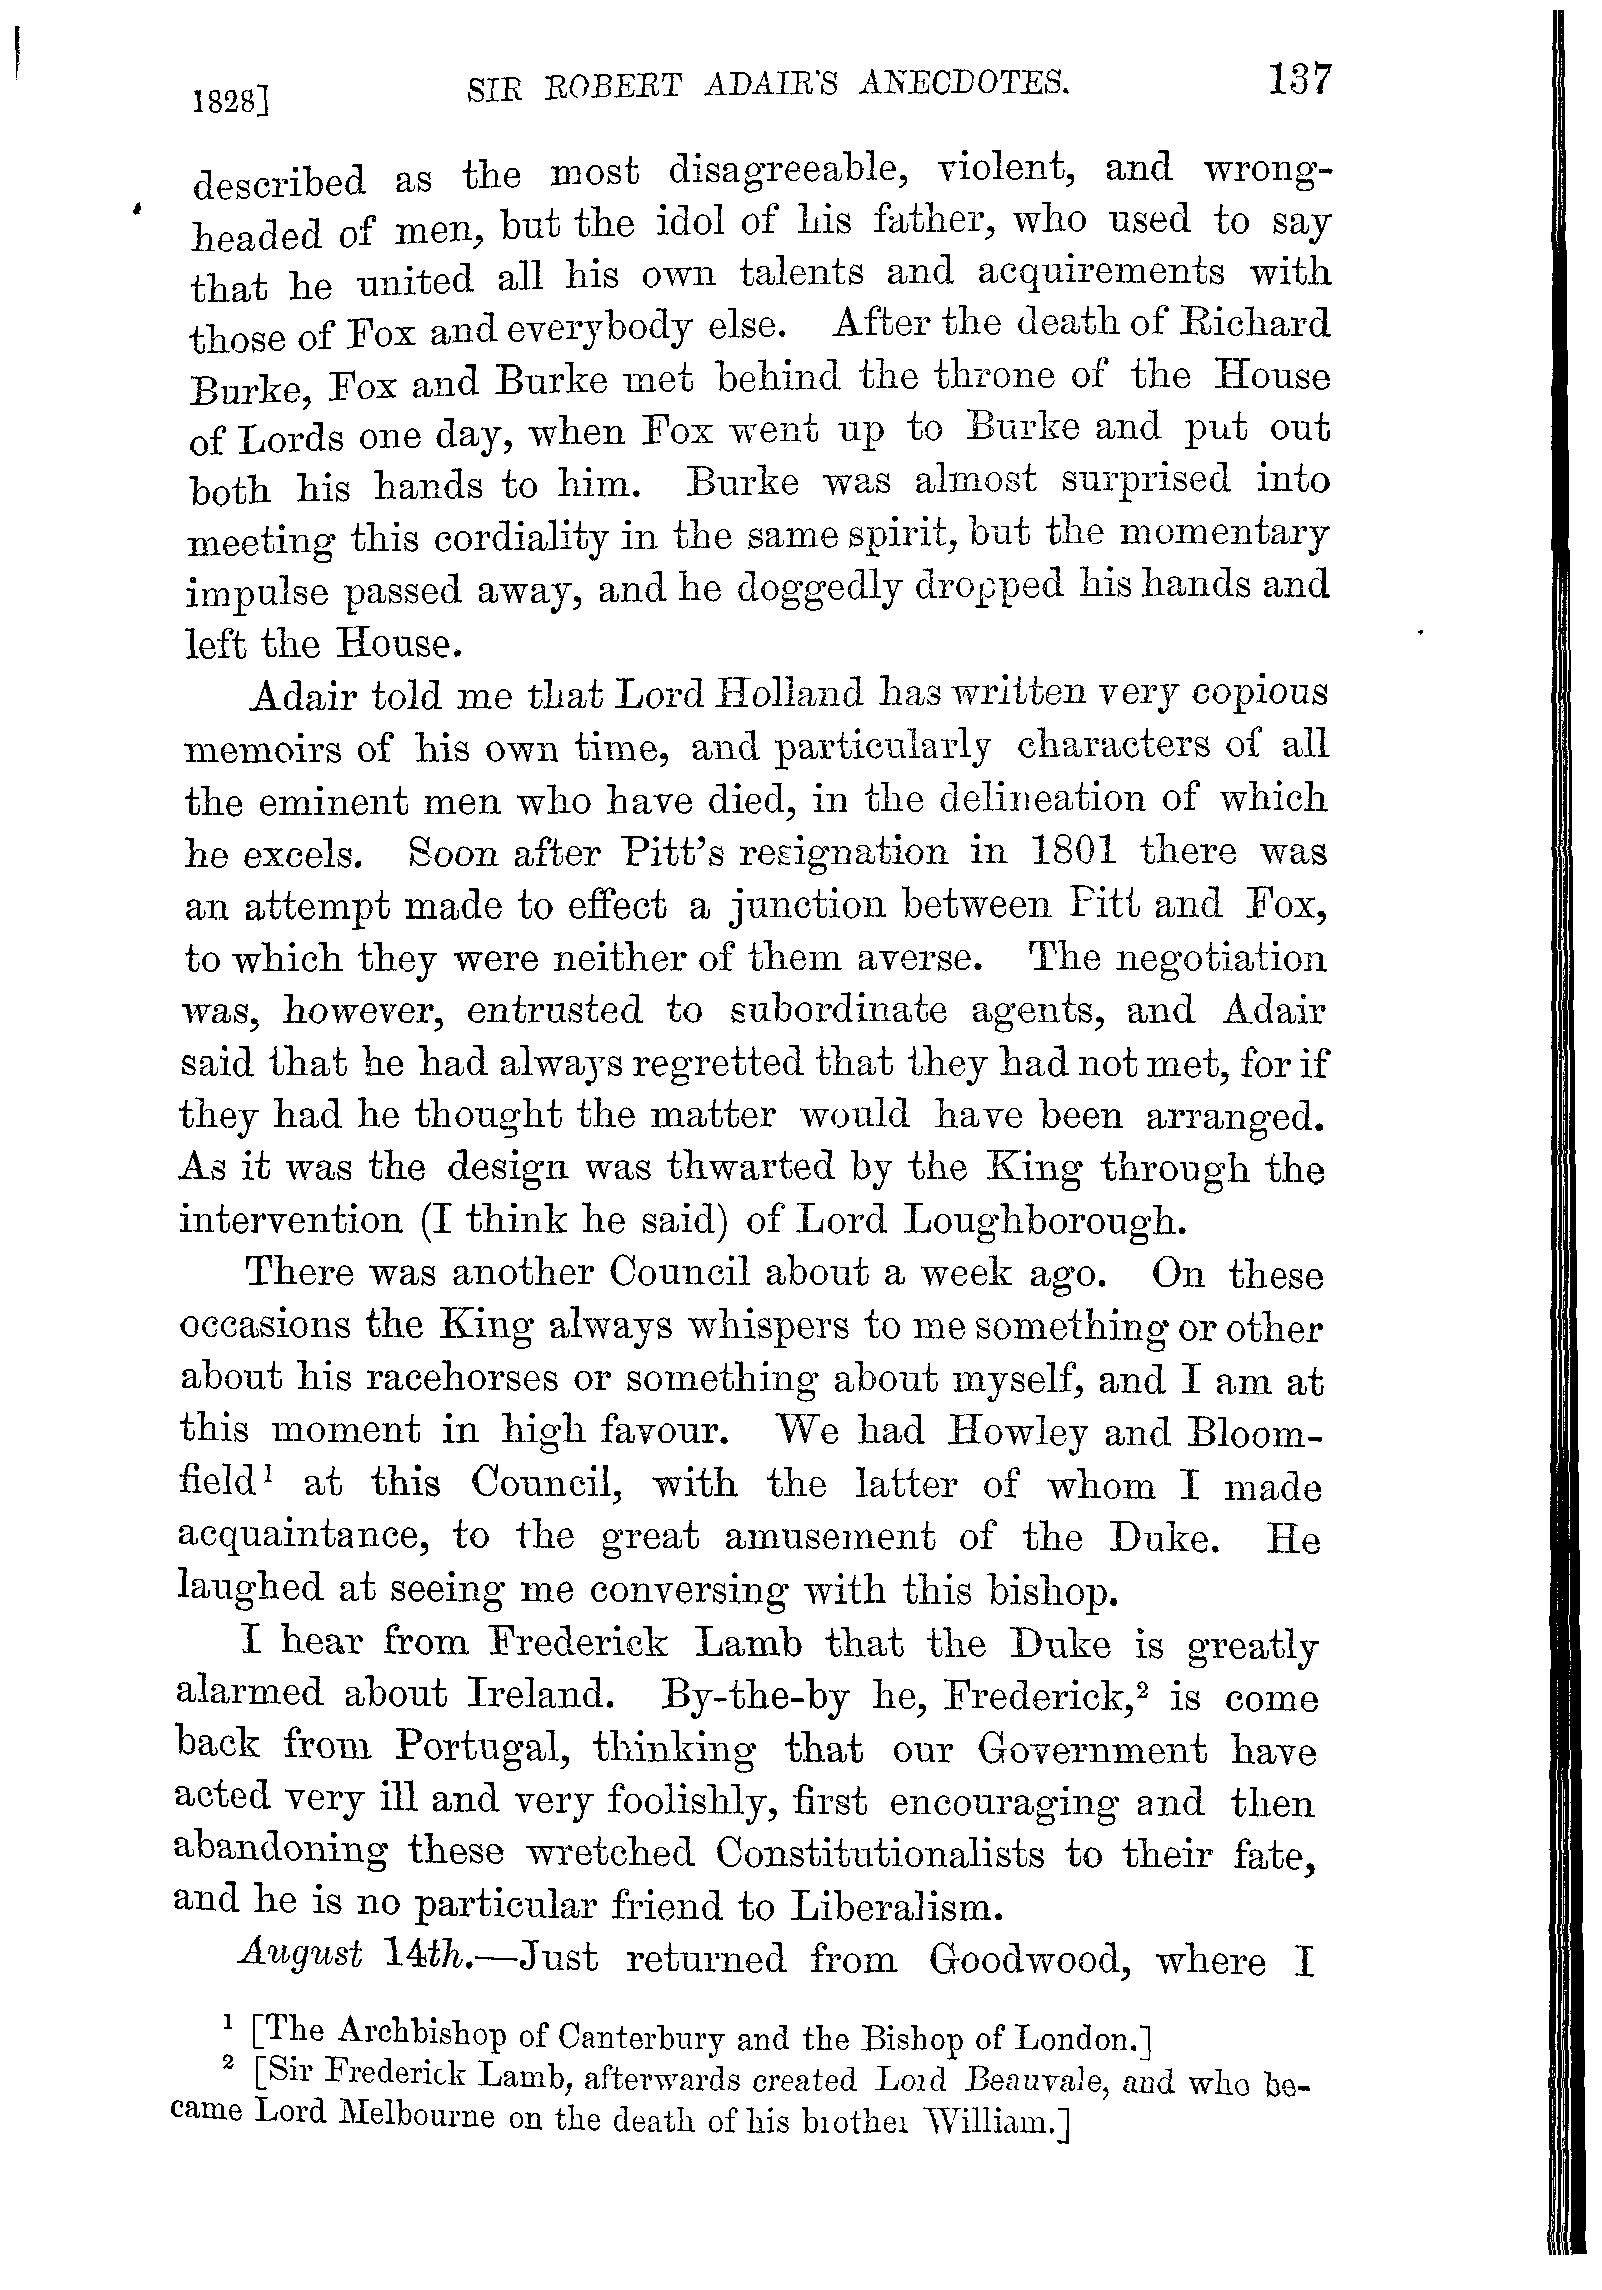 1828] SIR ROBERT ADAIR'S ANECDOTES. 137
described as the most disagreeable, violent, and wrong-
headed of men, but the idol of his father, who used to say
that he united all his own talents and acquirements with
those of Fox and everybody else. After the death of Richard
Burke, Fox and Burke met behind the throne of the House
of Lords one day, when Fox went up to Burke and put out
both his hands to him. Burke was almost surprised into
meeting this cordiality in the same spirit, but the momentary
impulse passed away, and he doggedly dropped his hands and
left the House.
Adair told me that Lord Holland has written very copious
memoirs of his own time, and particularly characters of all
the eminent men who have died, in the delineation of which
he excels. Soon after Pitt's resignation in 1801 there was
an attempt made to effect a junction between Pitt and Fox,
to which they were neither of them averse. The negotiation
was, however, entrusted to subordinate agents, and Adair
said that he had always regretted that they had not met, for if
they had he thought the matter would have been arranged.
As it was the design was thwarted by the King through the
intervention (I think he said) of Lord Loughborough.
There was another Council about a week ago. On these
occasions the King always whispers to me something or other
about his racehorses or something about myself, and I am at
this moment in high favour. We had Howley and Bloom-
field¹ at this Council, with the latter of whom I made
acquaintance, to the great amusement of the Duke. He
laughed at seeing me conversing with this bishop.
I hear from Frederick Lamb that the Duke is greatly
alarmed about Ireland. By-the-by he, Frederick,² is come
back from Portugal, thinking that our Government have
acted very ill and very foolishly, first encouraging and then
abandoning these wretched Constitutionalists to their fate,
and he is no particular friend to Liberalism.
August 14th.—Just returned from Goodwood, where I
¹ [The Archbishop of Canterbury and the Bishop of London.]
² [Sir Frederick Lamb, afterwards created Lord Beauvale, and who be-
came Lord Melbourne on the death of his brother William.]